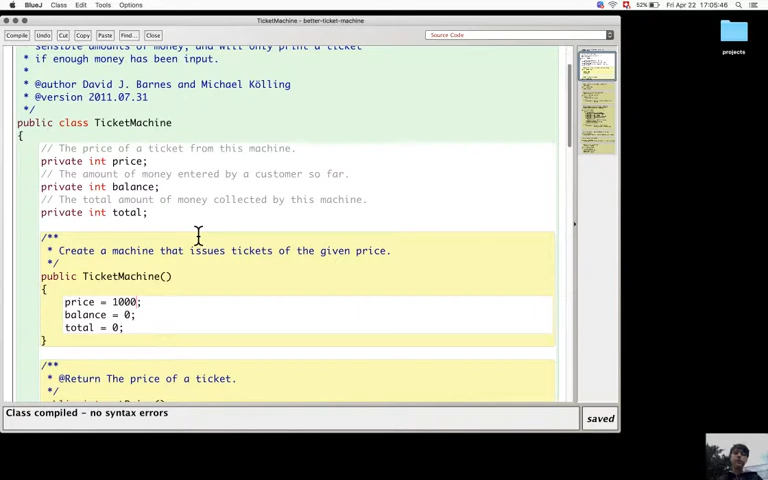 BlueJ Class Edit Tools Options
52% Fri Apr 22 17:05:46
TicketMachine - better-ticket-machine
Compile Undo Cut Copy Paste Find... Close
Source Code
projects
sensible amounts of money, and will only print a ticket
* if enough money has been input.
*
* @author David J. Barnes and Michael Kölling
* @version 2011.07.31
*/
public class TicketMachine
{
// The price of a ticket from this machine.
private int price;
// The amount of money entered by a customer so far.
private int balance;
// The total amount of money collected by this machine.
private int total;
/**
* Create a machine that issues tickets of the given price.
*/
public TicketMachine()
{
price = 1000;
balance = 0;
total = 0;
}
/**
* @Return The price of a ticket.
*/
Class compiled - no syntax errors
saved